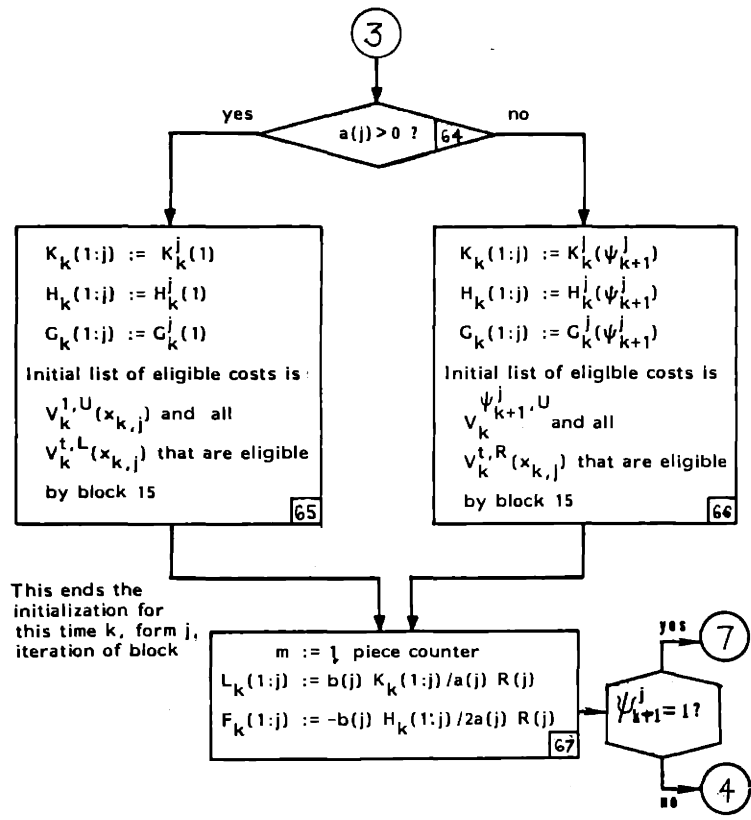 3
yes
a(j) > 0 ?
64
no
K_k(1:j) := K_k^j(1)
H_k(1:j) := H_k^j(1)
G_k(1:j) := G_k^j(1)
Initial list of eligible costs is
V_k^{1,U}(x_{k,j}) and all
V_k^{t,L}(x_{k,j}) that are eligible
by block 15
65
K_k(1:j) := K_k^j(ψ_{k+1}^j)
H_k(1:j) := H_k^j(ψ_{k+1}^j)
G_k(1:j) := G_k^j(ψ_{k+1}^j)
Initial list of eligible costs is
V_k^{ψ_{k+1}^j,U} and all
V_k^{t,R}(x_{k,j}) that are eligible
by block 15
66
This ends the
initialization for
this time k, form j,
iteration of block
m := 1, piece counter
L_k(1:j) := b(j) K_k(1:j)/a(j) R(j)
F_k(1:j) := -b(j) H_k(1:j)/2a(j) R(j)
67
ψ_{k+1}^j = 1?
yes
7
no
4